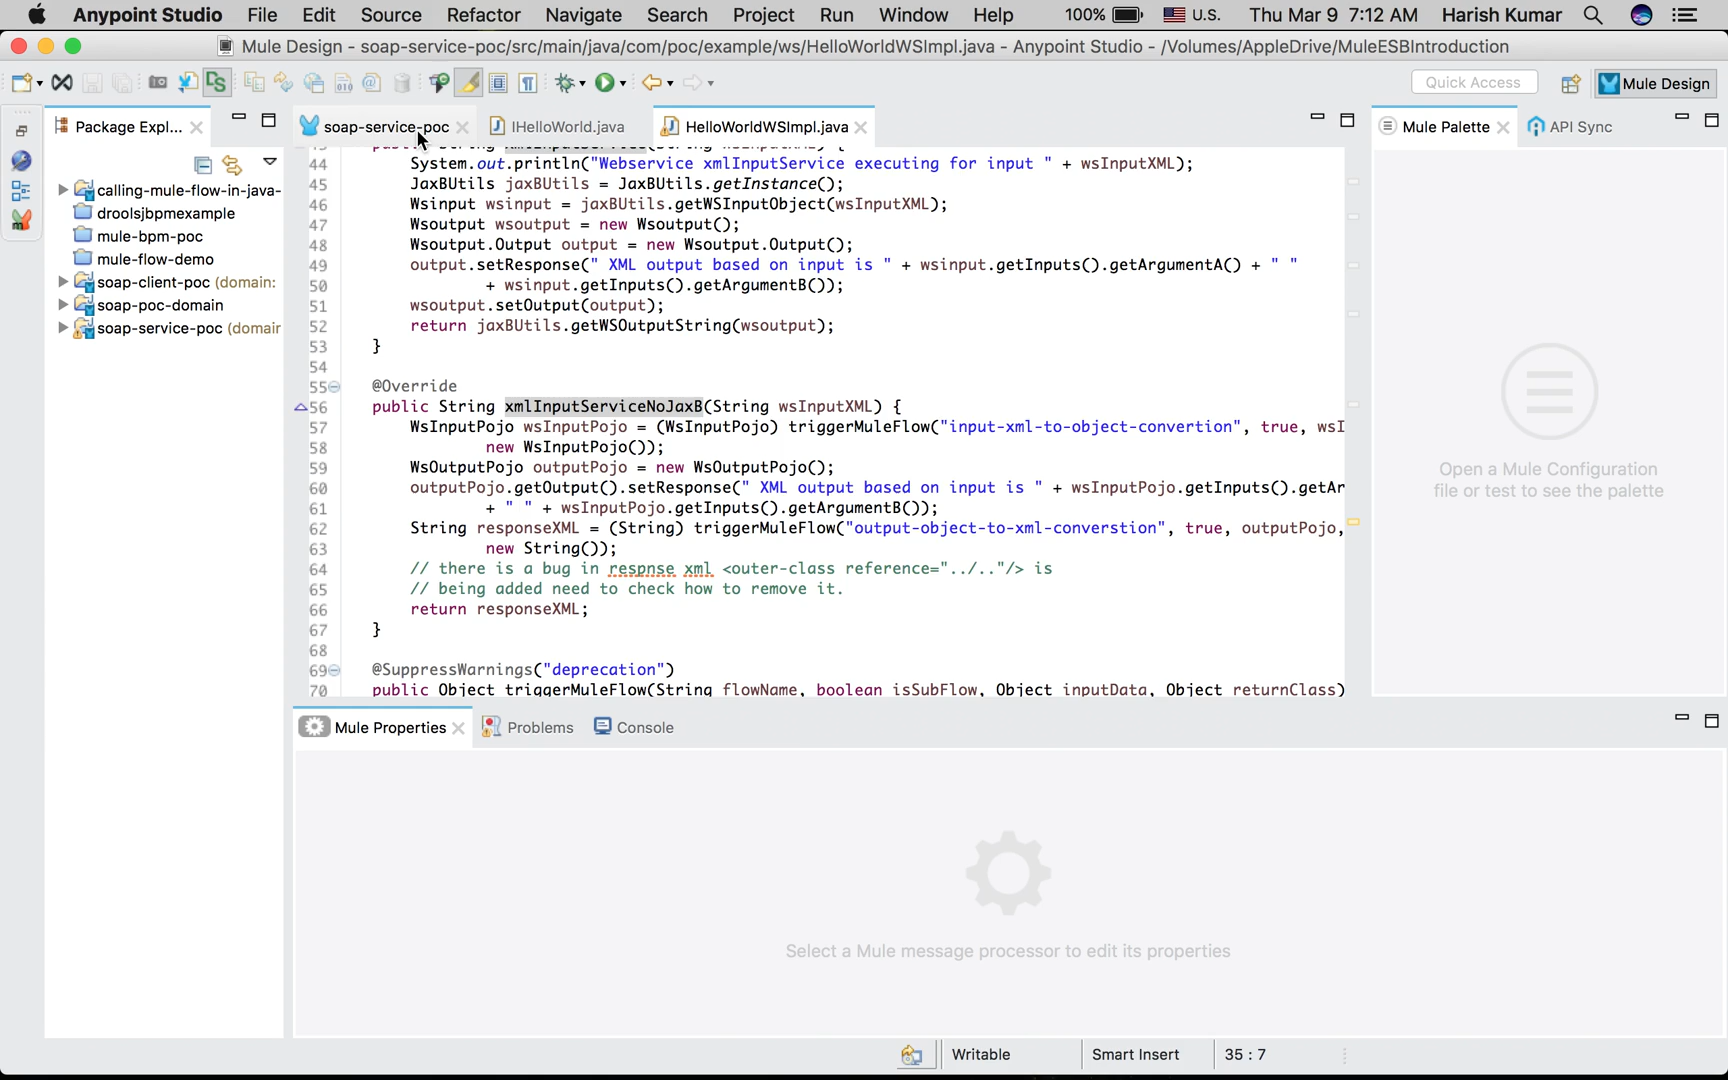 Anypoint Studio File Edit Source Refactor Navigate Search Project Run Window Help 100% U.S. Thu Mar 9 7:12 AM Harish Kumar
Mule Design - soap-service-poc/src/main/java/com/poc/example/ws/HelloWorldWSImpl.java - Anypoint Studio - /Volumes/AppleDrive/MuleESBIntroduction
Quick Access Mule Design
Package Expl...
calling-mule-flow-in-java-
droolsjbpmexample
mule-bpm-poc
mule-flow-demo
soap-client-poc (domain:
soap-poc-domain
soap-service-poc (domair
soap-service-poc IHelloWorld.java HelloWorldWSImpl.java
44 System.out.println("Webservice xmlInputService executing for input " + wsInputXML);
45 JaxBUtils jaxBUtils = JaxBUtils.getInstance();
46 Wsinput wsinput = jaxBUtils.getWSInputObject(wsInputXML);
47 Wsoutput wsoutput = new Wsoutput();
48 Wsoutput.Output output = new Wsoutput.Output();
49 output.setResponse(" XML output based on input is " + wsinput.getInputs().getArgumentA() + " "
50 + wsinput.getInputs().getArgumentB());
51 wsoutput.setOutput(output);
52 return jaxBUtils.getWSOutputString(wsoutput);
53 }
54
55 @Override
56 public String xmlInputServiceNoJaxB(String wsInputXML) {
57 WsInputPojo wsInputPojo = (WsInputPojo) triggerMuleFlow("input-xml-to-object-convertion", true, wsI
58 new WsInputPojo());
59 WsOutputPojo outputPojo = new WsOutputPojo();
60 outputPojo.getOutput().setResponse(" XML output based on input is " + wsInputPojo.getInputs().getAr
61 + " " + wsInputPojo.getInputs().getArgumentB());
62 String responseXML = (String) triggerMuleFlow("output-object-to-xml-converstion", true, outputPojo,
63 new String());
64 // there is a bug in respnse xml <outer-class reference="../.."/> is
65 // being added need to check how to remove it.
66 return responseXML;
67 }
68
69 @SuppressWarnings("deprecation")
70 public Object triggerMuleFlow(String flowName, boolean isSubFlow, Object inputData, Object returnClass)
Mule Palette API Sync
Open a Mule Configuration
file or test to see the palette
Mule Properties Problems Console
Select a Mule message processor to edit its properties
Writable Smart Insert 35 : 7